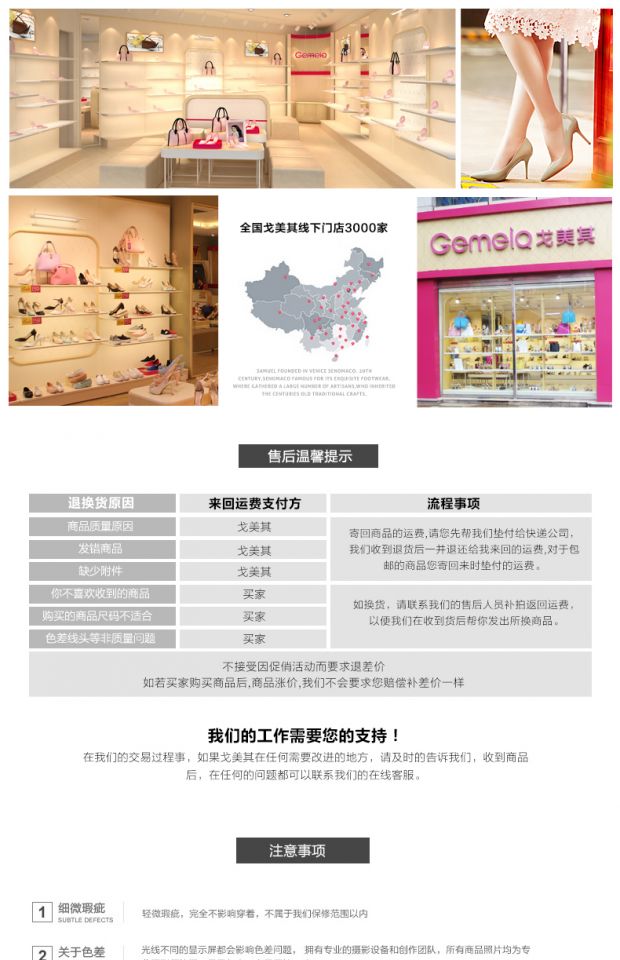 Gemela
全国戈美其线下门店3000家
Gemela戈美其
SAMUEL FOUNDED IN VENICE SENOMACO, 19TH
CENTURY,SENOMACO FAMOUS FOR ITS EXQUISITE FOOTWEAR,
WHERE GATHERED A LARGE NUMBER OF ARTISANS,WHO INHERITED
THE CENTURIES OLD TRADITIONAL CRAFTS.
售后温馨提示
退换货原因 来回运费支付方 流程事项
商品质量原因 戈美其
发错商品 戈美其
缺少附件 戈美其
寄回商品的运费,请您先帮我们垫付给快递公司，
我们收到退货后一并退还给我来回的运费,对于包
邮的商品您寄回来时垫付的运费。
你不喜欢收到的商品 买家
购买的商品尺码不适合 买家
色差线头等非质量问题 买家
如换货，请联系我们的售后人员补拍返回运费，
以便我们在收到货后帮你发出所换商品。
不接受因促俏活动而要求退差价
如若买家购买商品后,商品涨价,我们不会要求您赔偿补差价一样
我们的工作需要您的支持！
在我们的交易过程事，如果戈美其在任何需要改进的地方，请及时的告诉我们，收到商品
后，在任何的问题都可以联系我们的在线客服。
注意事项
1 细微瑕疵
SUBTLE DEFECTS
轻微瑕疵，完全不影响穿着，不属于我们保修范围以内
2 关于色差
光线不同的显示屏都会影响色差问题， 拥有专业的摄影设备和创作团队，所有商品照片均为专